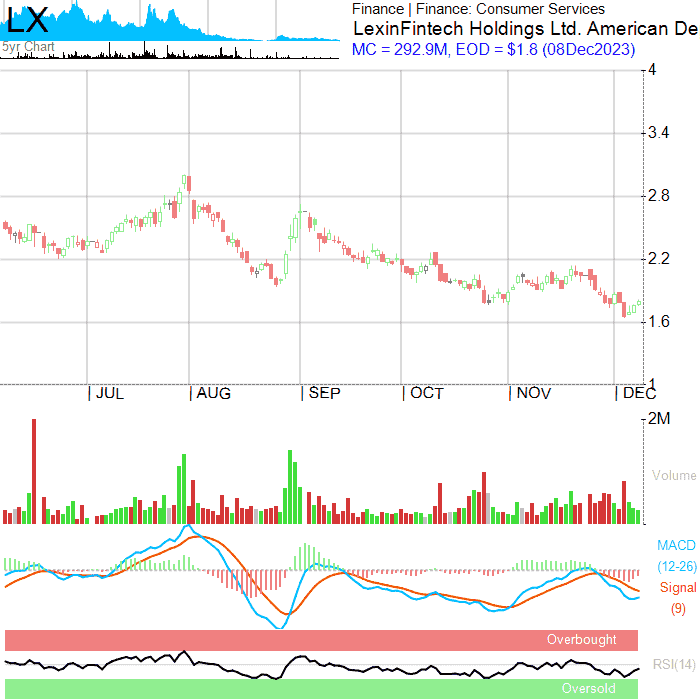 LX
5yr Chart
Finance | Finance: Consumer Services
LexinFintech Holdings Ltd. American De
MC = 292.9M, EOD = $1.8 (08Dec2023)
4
3.4
2.8
2.2
1.6
1
JUL
AUG
SEP
OCT
NOV
DEC
2M
Volume
MACD
(12-26)
Signal
(9)
Overbought
RSI(14)
Oversold